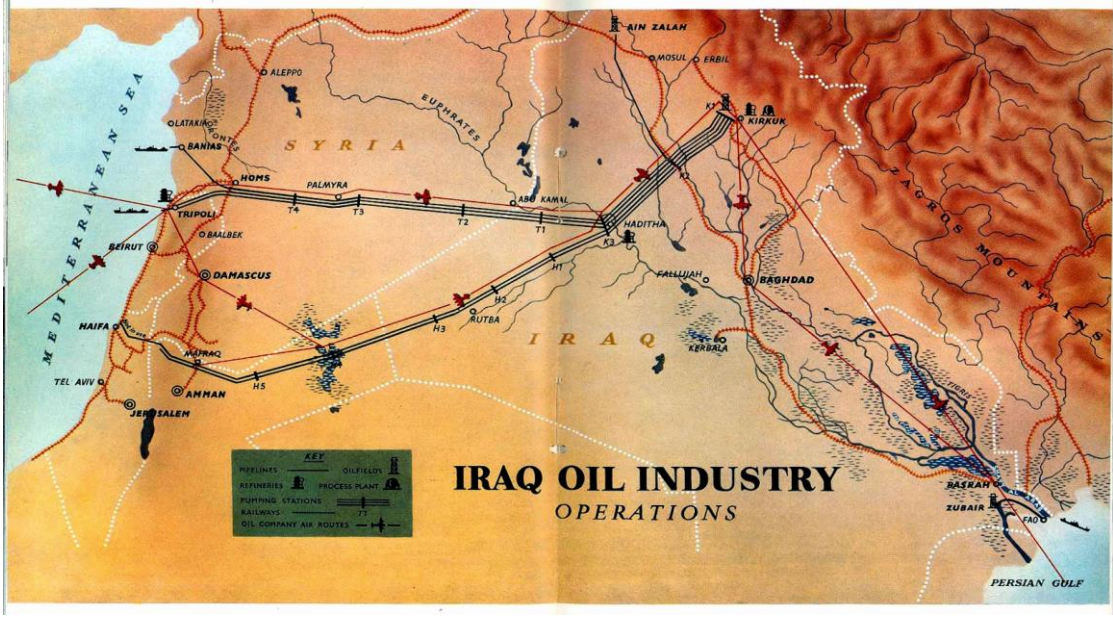 AIN ZALAH
MOSUL
ERBIL
ALEPPO
EUPHRATES
K1
KIRKUK
MEDITERRANEAN SEA
LATAKIA
ORONTES
BANIAS
SYRIA
ZAGROS MOUNTAINS
HOMS
PALMYRA
K2
TRIPOLI
T4
T3
T2
ABU KAMAL
T1
HADITHA
K3
BEIRUT
BAALBEK
DAMASCUS
H1
FALLUJAH
BAGHDAD
H2
HAIFA
H3
RUTBA
IRAQ
KERBALA
MAFRAQ
H5
TEL AVIV
AMMAN
JERUSALEM
TIGRIS
KEY
PIPELINES
OILFIELDS
REFINERIES
PROCESS PLANT
PUMPING STATIONS
T1
RAILWAYS
OIL COMPANY AIR ROUTES
IRAQ OIL INDUSTRY
OPERATIONS
BASRAH
ZUBAIR
FAO
PERSIAN GULF